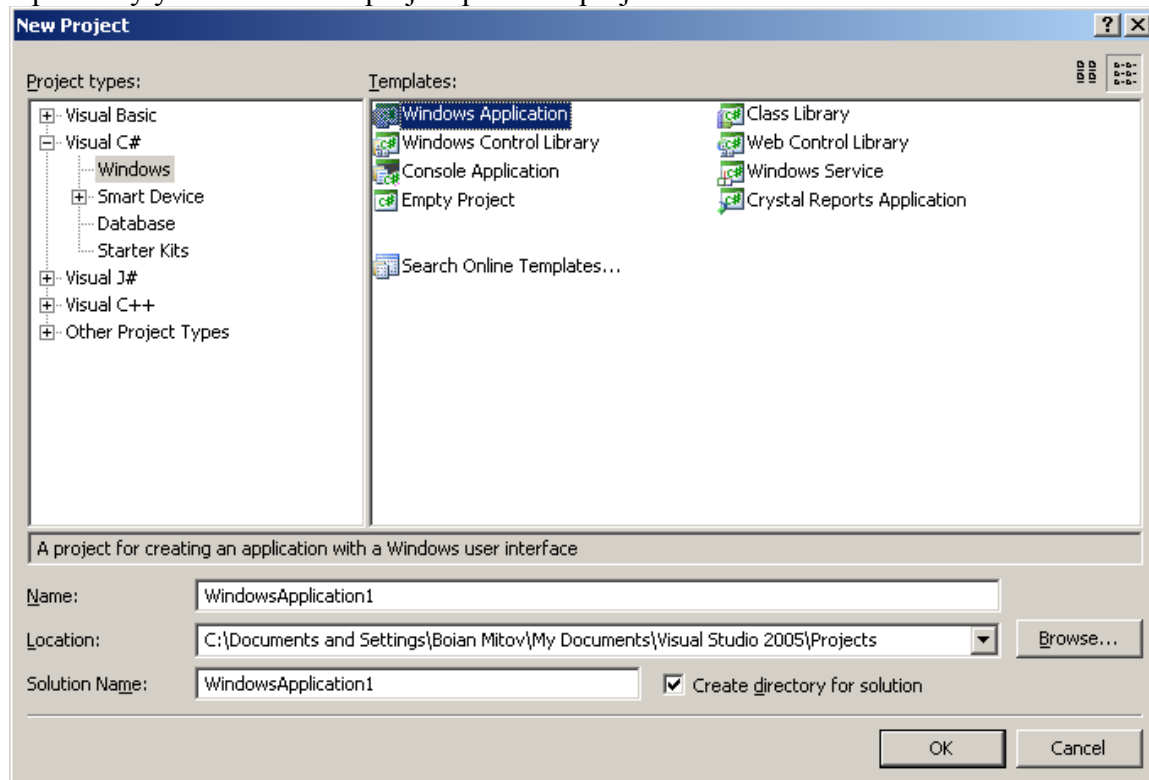 New Project
Project types:
Templates:
Visual Basic
Visual C#
Windows
Smart Device
Database
Starter Kits
Visual J#
Visual C++
Other Project Types
Windows Application
Class Library
Windows Control Library
Web Control Library
Console Application
Windows Service
Empty Project
Crystal Reports Application
Search Online Templates...
A project for creating an application with a Windows user interface
Name:
WindowsApplication1
Location:
C:\Documents and Settings\Boian Mitov\My Documents\Visual Studio 2005\Projects
Browse...
Solution Name:
WindowsApplication1
Create directory for solution
OK
Cancel